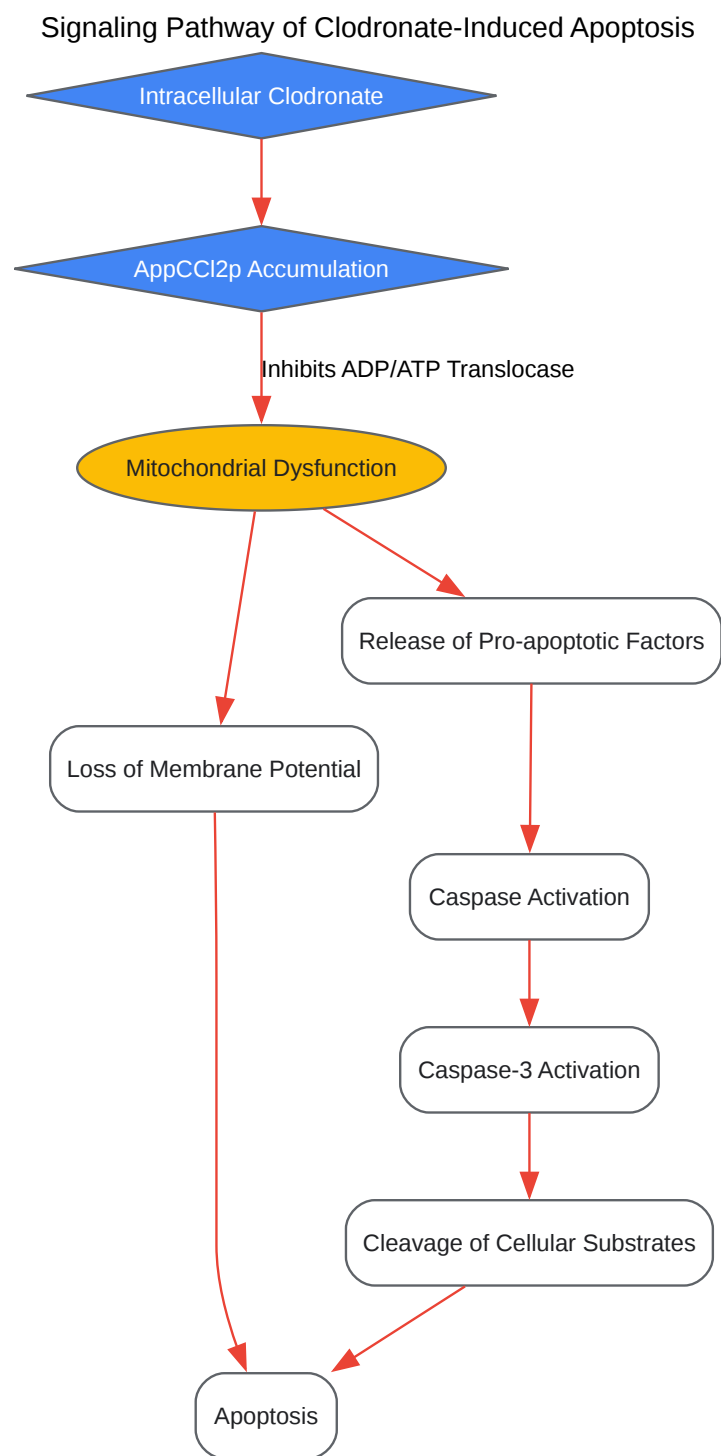 Signaling Pathway of Clodronate-Induced Apoptosis
Intracellular Clodronate
AppCCl2p Accumulation
Inhibits ADP/ATP Translocase
Mitochondrial Dysfunction
Release of Pro-apoptotic Factors
Loss of Membrane Potential
Caspase Activation
Caspase-3 Activation
Cleavage of Cellular Substrates
Apoptosis